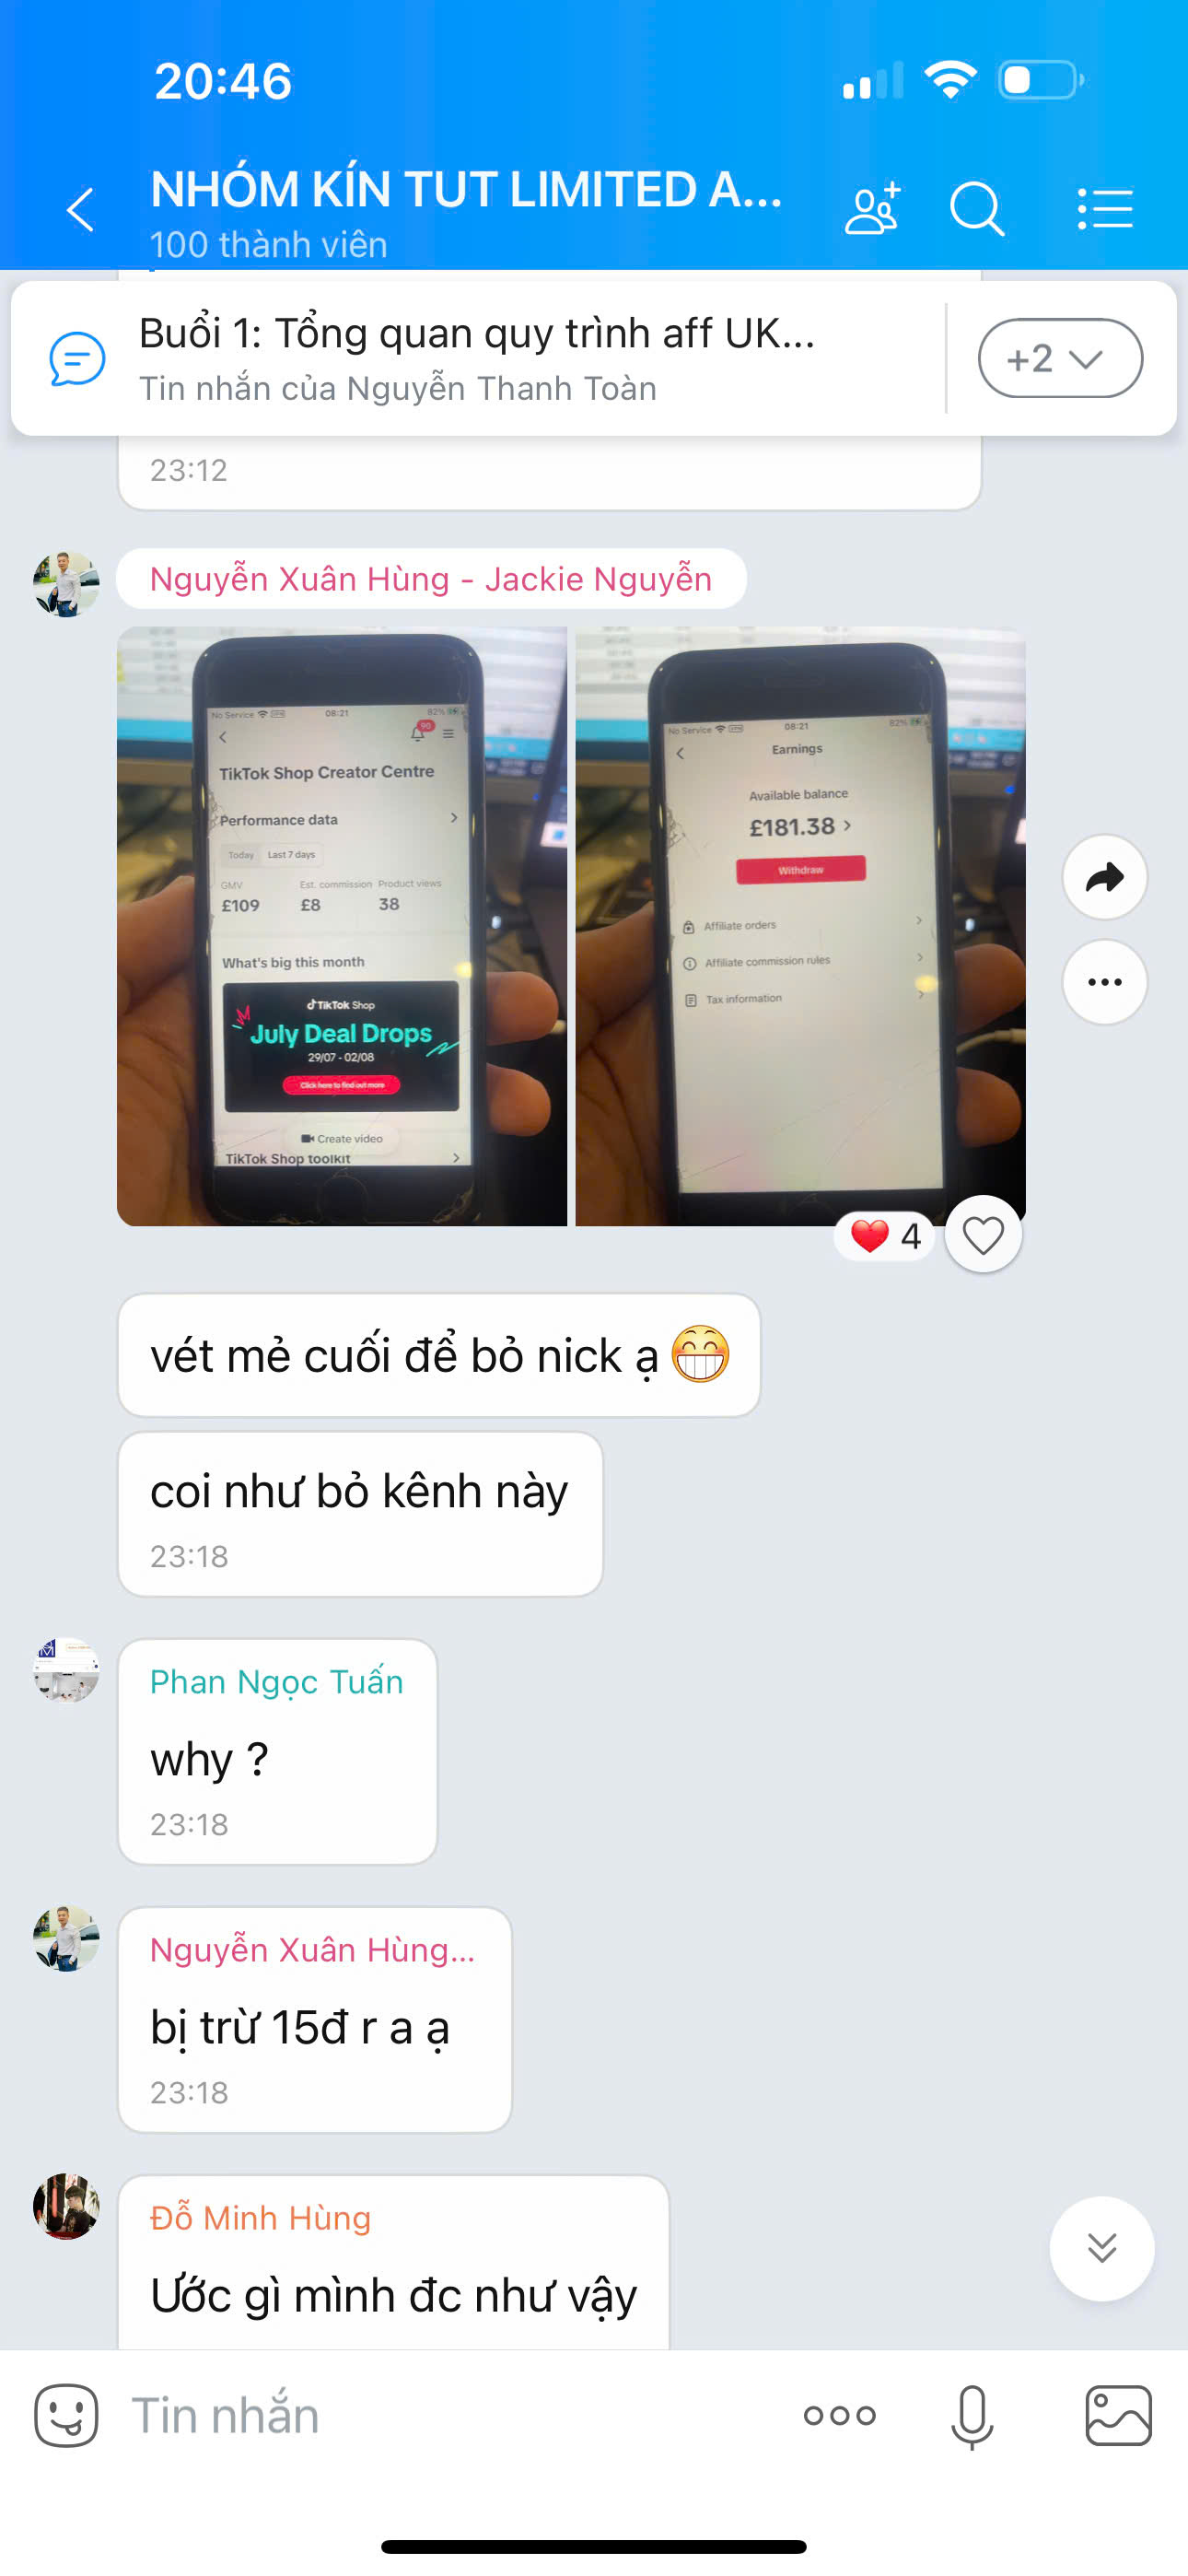 20:46
NHÓM KÍN TUT LIMITED A...
100 thành viên
Buổi 1: Tổng quan quy trình aff UK...
Tin nhắn của Nguyễn Thanh Toàn
+2
23:12
Nguyễn Xuân Hùng - Jackie Nguyễn
No Service 08:21 82%
90
TikTok Shop Creator Centre
Performance data
Today Last 7 days
GMV Est. commission Product views
£109 £8 38
What's big this month
TikTok Shop
July Deal Drops
29/07 - 02/08
Click here to find out more
Create video
TikTok Shop toolkit
No Service 08:21 82%
Earnings
Available balance
£181.38
Withdraw
Affiliate orders
Affiliate commission rules
Tax information
4
vét mẻ cuối để bỏ nick ạ 😁
coi như bỏ kênh này
23:18
Phan Ngọc Tuấn
why ?
23:18
Nguyễn Xuân Hùng...
bị trừ 15đ r a ạ
23:18
Đỗ Minh Hùng
Ước gì mình đc như vậy
Tin nhắn